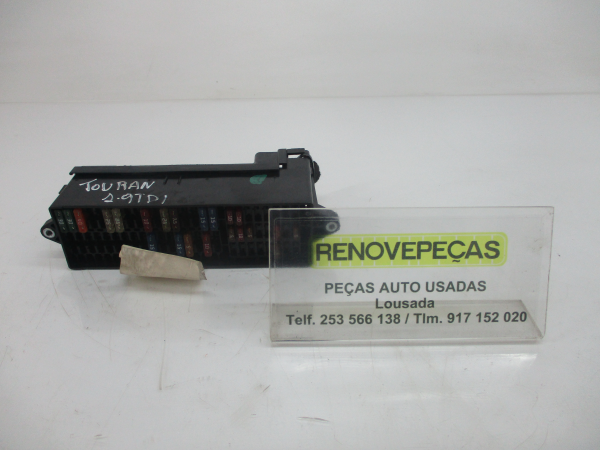 TOURAN
1.9TDI
RENOVEPEÇAS
PEÇAS AUTO USADAS
Lousada
Telf. 253 566 138 / Tlm. 917 152 020